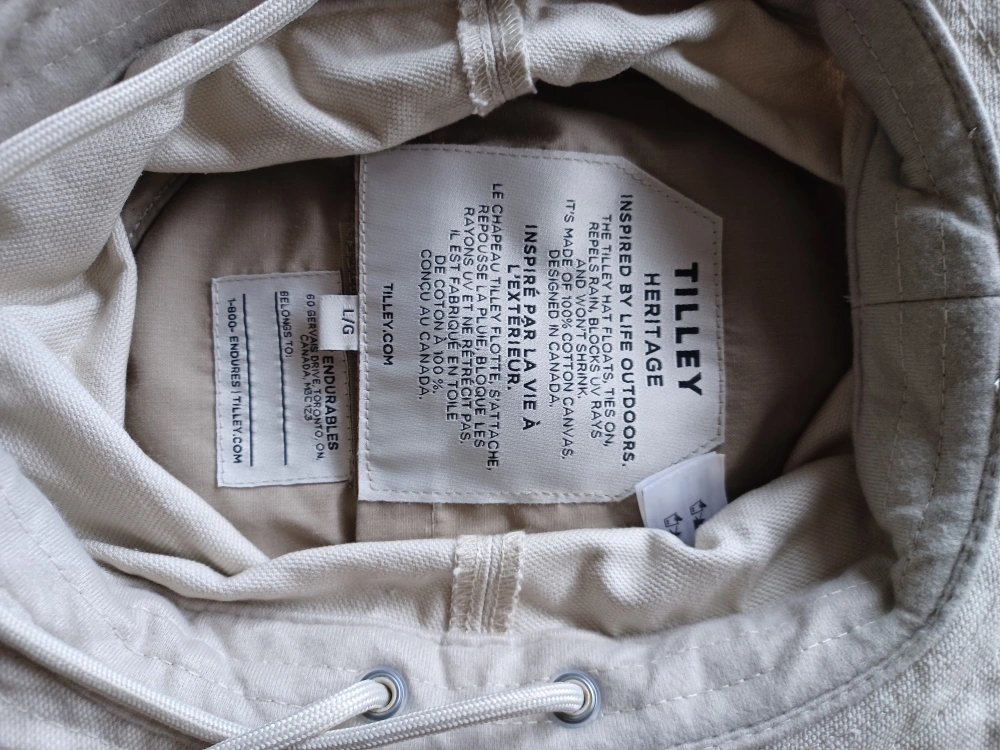 TILLEY
HERITAGE
INSPIRED BY LIFE OUTDOORS.
THE TILLEY HAT FLOATS, TIES ON,
REPELS RAIN, BLOCKS UV RAYS
AND WON'T SHRINK.
IT'S MADE OF 100% COTTON CANVAS.
DESIGNED IN CANADA.
INSPIRÉ PAR LA VIE À
L'EXTÉRIEUR.
LE CHAPEAU TILLEY FLOTTE, S'ATTACHE,
REPOUSSE LA PLUIE, BLOQUE LES
RAYONS UV ET NE RÉTRÉCIT PAS.
IL EST FABRIQUÉ EN TOILE
DE COTON À 100 %.
CONÇU AU CANADA.
TILLEY.COM
L/G
ENDURABLES
60 GERVAIS DRIVE, TORONTO, ON,
CANADA, M3C 1Z3
BELONGS TO:
1-800-ENDURES | TILLEY.COM